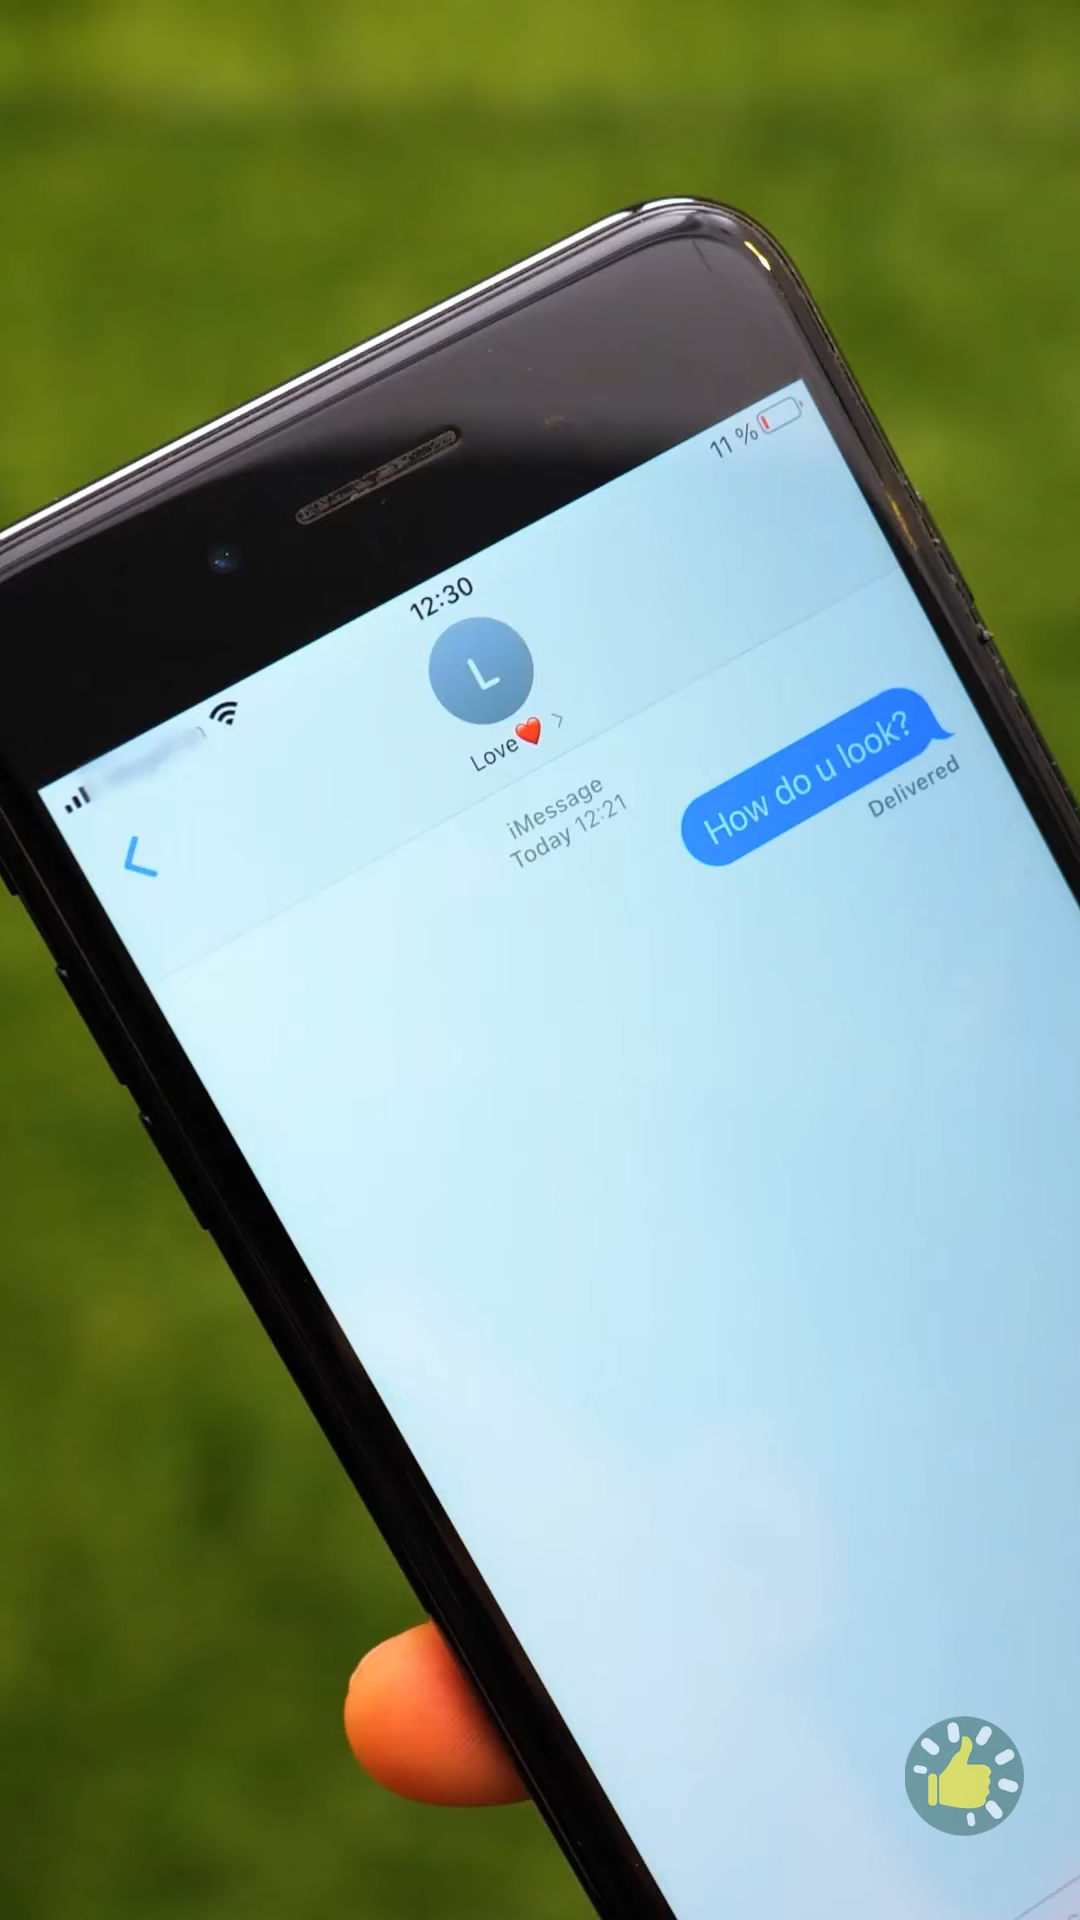 11 %
12:30
L
Love❤️ >
iMessage
Today 12:21
How do u look?
Delivered